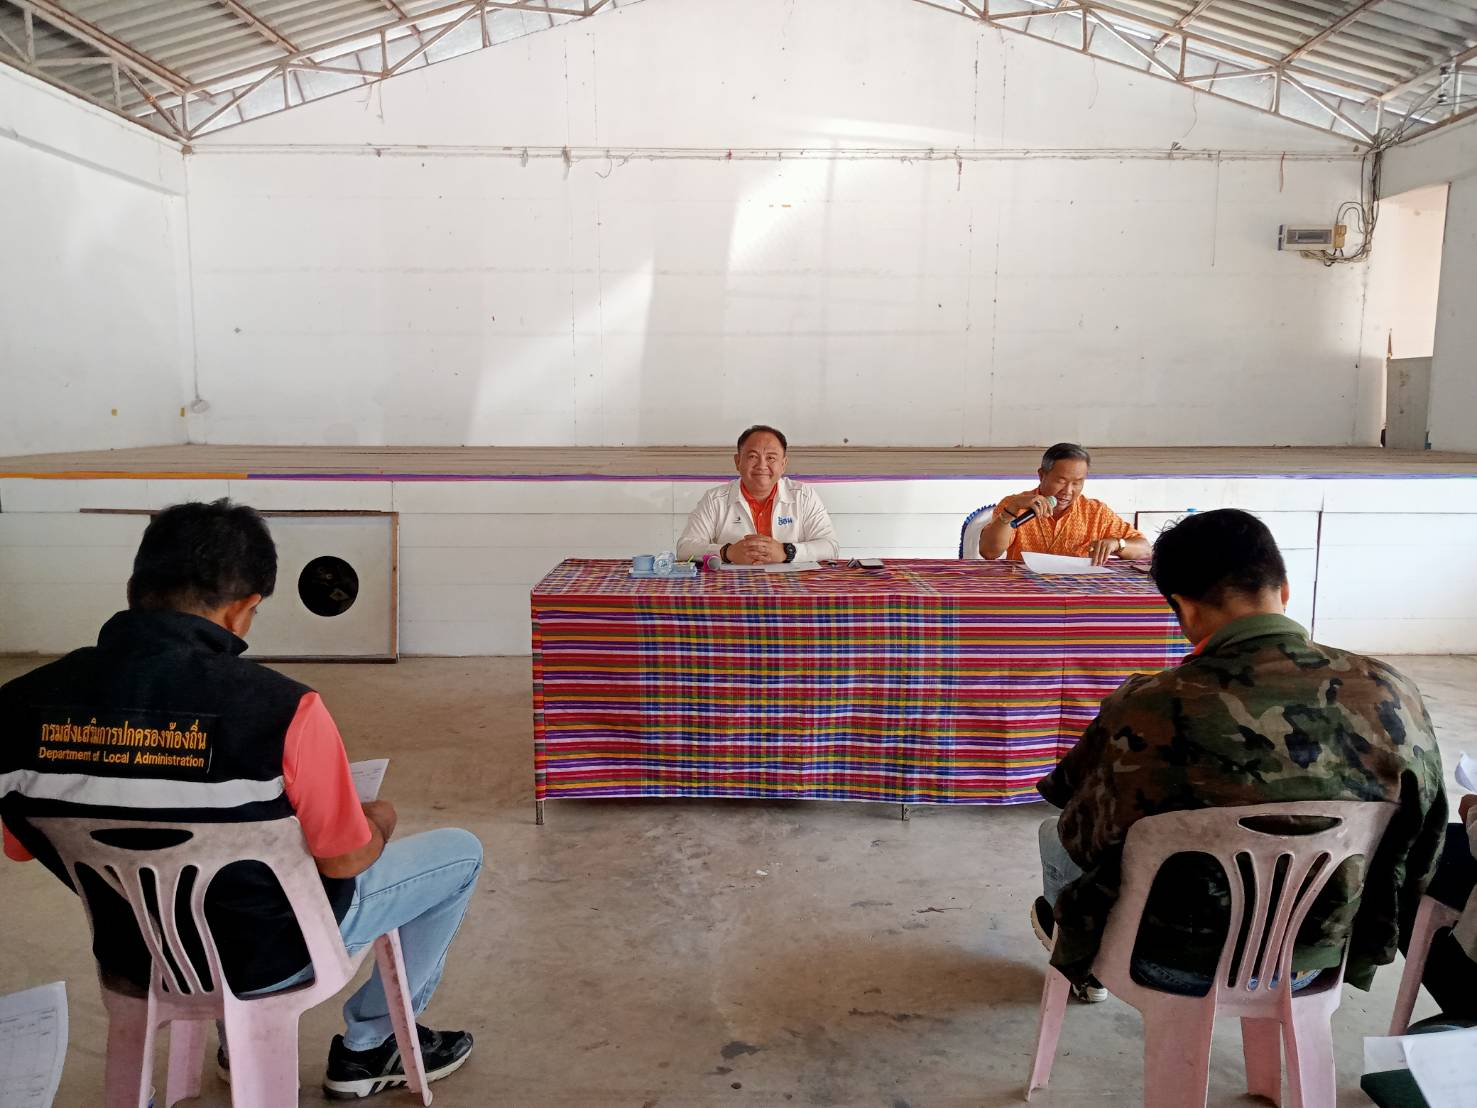 กรมส่งเสริมการปกครองท้องถิ่น
Department of Local Administration